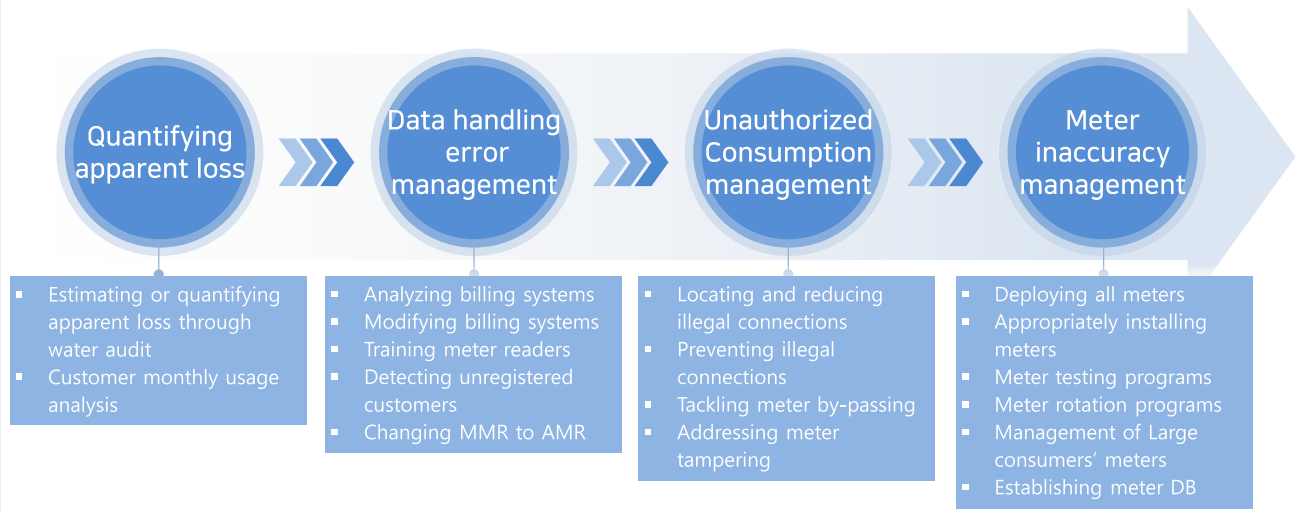 Quantifying
apparent loss
Data handling
error
management
Unauthorized
Consumption
management
Meter
inaccuracy
management
▪ Estimating or quantifying
apparent loss through
water audit
▪ Customer monthly usage
analysis
▪ Analyzing billing systems
▪ Modifying billing systems
▪ Training meter readers
▪ Detecting unregistered
customers
▪ Changing MMR to AMR
▪ Locating and reducing
illegal connections
▪ Preventing illegal
connections
▪ Tackling meter by-passing
▪ Addressing meter
tampering
▪ Deploying all meters
▪ Appropriately installing
meters
▪ Meter testing programs
▪ Meter rotation programs
▪ Management of Large
consumers’ meters
▪ Establishing meter DB